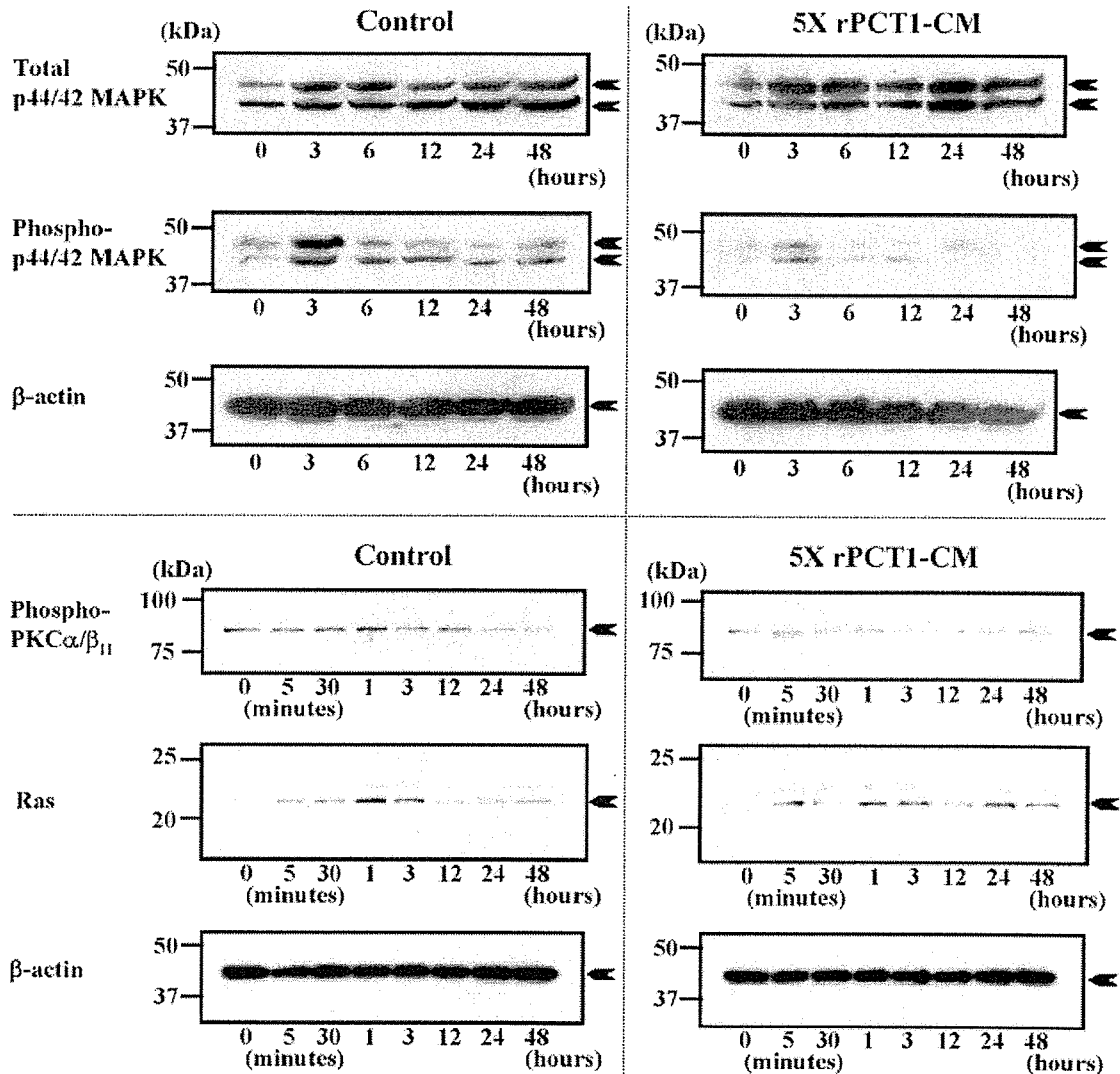 Control
5X rPCT1-CM
(kDa)
(kDa)
Total
p44/42 MAPK
50
37
0 3 6 12 24 48
(hours)
50
37
0 3 6 12 24 48
(hours)
Phospho-
p44/42 MAPK
50
37
0 3 6 12 24 48
(hours)
50
37
0 3 6 12 24 48
(hours)
β-actin
50
37
0 3 6 12 24 48
(hours)
50
37
0 3 6 12 24 48
(hours)
Control
5X rPCT1-CM
(kDa)
(kDa)
Phospho-
PKCα/βII
100
75
0 5 30 1 3 12 24 48
(minutes) (hours)
100
75
0 5 30 1 3 12 24 48
(minutes) (hours)
Ras
25
20
0 5 30 1 3 12 24 48
(minutes) (hours)
25
20
0 5 30 1 3 12 24 48
(minutes) (hours)
β-actin
50
37
0 5 30 1 3 12 24 48
(minutes) (hours)
50
37
0 5 30 1 3 12 24 48
(minutes) (hours)